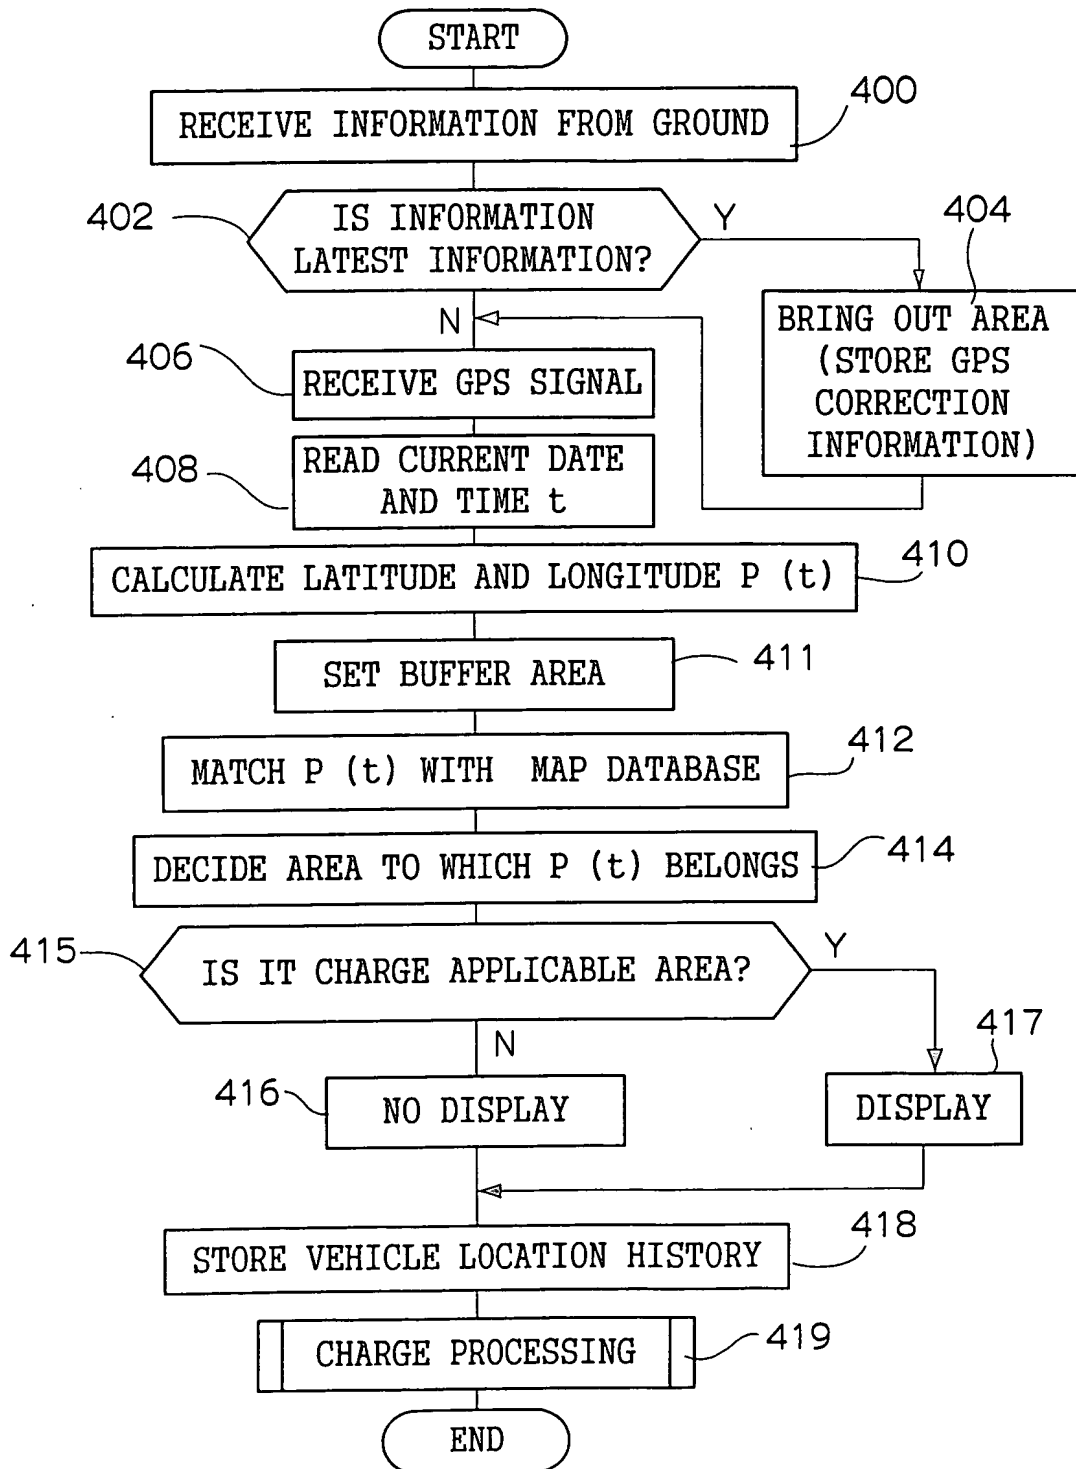 START
400
RECEIVE INFORMATION FROM GROUND
402
IS INFORMATION
LATEST INFORMATION?
Y
404
N
BRING OUT AREA
(STORE GPS
CORRECTION
INFORMATION)
406
RECEIVE GPS SIGNAL
408
READ CURRENT DATE
AND TIME t
410
CALCULATE LATITUDE AND LONGITUDE P (t)
411
SET BUFFER AREA
412
MATCH P (t) WITH MAP DATABASE
414
DECIDE AREA TO WHICH P (t) BELONGS
415
IS IT CHARGE APPLICABLE AREA?
Y
N
417
416
NO DISPLAY
DISPLAY
418
STORE VEHICLE LOCATION HISTORY
419
CHARGE PROCESSING
END